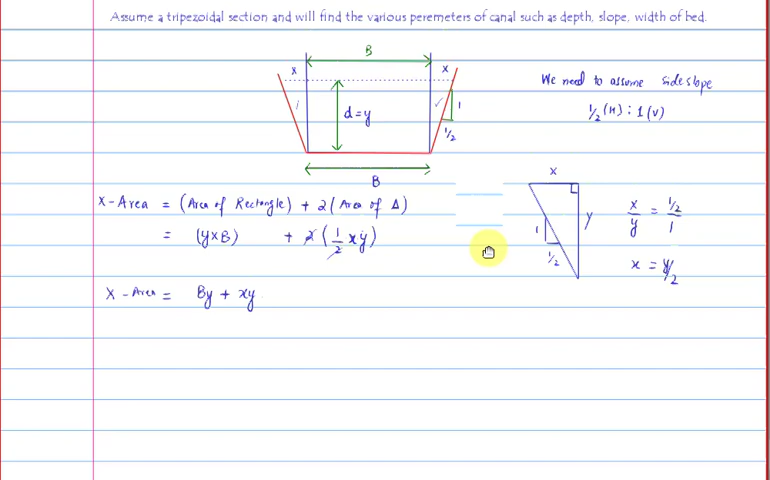 Assume a tripezoidal section and will find the various peremeters of canal such as depth, slope, width of bed.
B
x
x
We need to assume side slope
1/2 (H) : 1 (V)
d = y
1
1
1/2
B
x
X-Area = (Area of Rectangle) + 2 (Area of Δ)
= (y×B) + 2 (1/2 xy)
y
1
1/2
x/y = 1/2 / 1
x = y/2
X-Area = By + xy